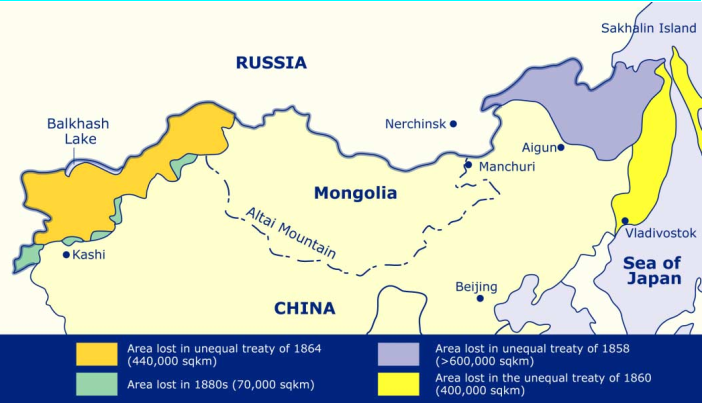 Sakhalin Island
RUSSIA
Balkhash
Lake
Nerchinsk
Aigun
Manchuri
Mongolia
Altai Mountain
Vladivostok
Kashi
Sea of
Japan
Beijing
CHINA
Area lost in unequal treaty of 1864
(440,000 sqkm)
Area lost in unequal treaty of 1858
(>600,000 sqkm)
Area lost in 1880s (70,000 sqkm)
Area lost in the unequal treaty of 1860
(400,000 sqkm)